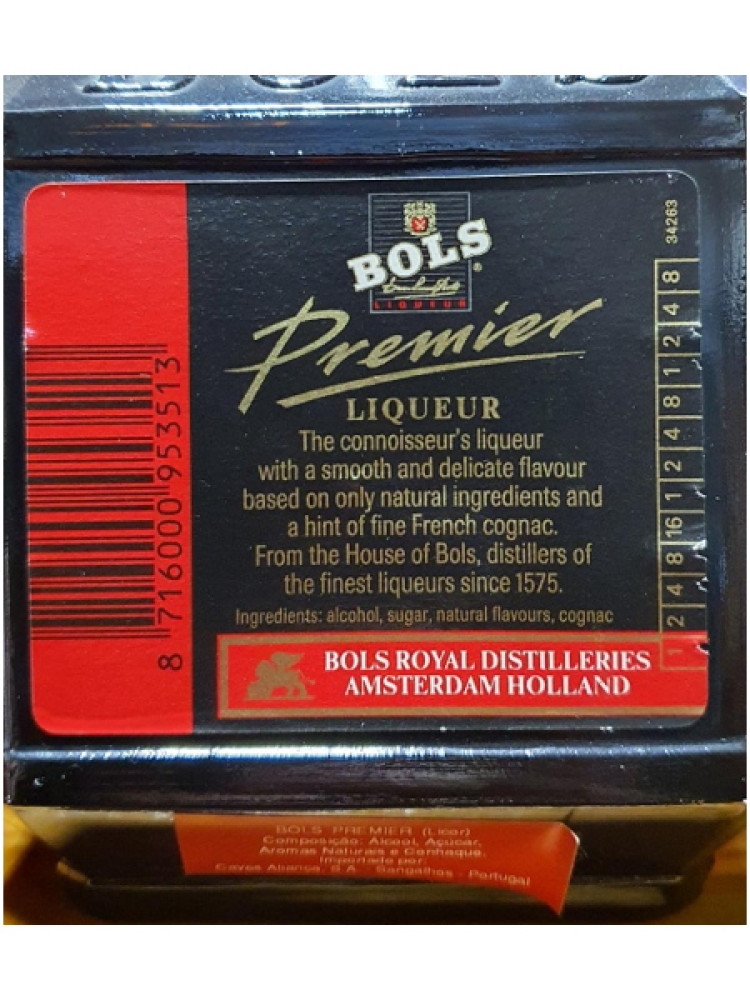 BOLS
LIQUEUR
Premier
LIQUEUR
The connoisseur's liqueur
with a smooth and delicate flavour
based on only natural ingredients and
a hint of fine French cognac.
From the House of Bols, distillers of
the finest liqueurs since 1575.
Ingredients: alcohol, sugar, natural flavours, cognac
BOLS ROYAL DISTILLERIES
AMSTERDAM HOLLAND
8 716000 953513
34263
1 2 4 8 16 1 2 4 8 1 2 4 8
BOLS PREMIER (Licor)
Composição: Álcool, Açúcar,
Aromas Naturais e Conhaque.
Importado por:
Caves Aliança, S.A. Sangalhos - Portugal